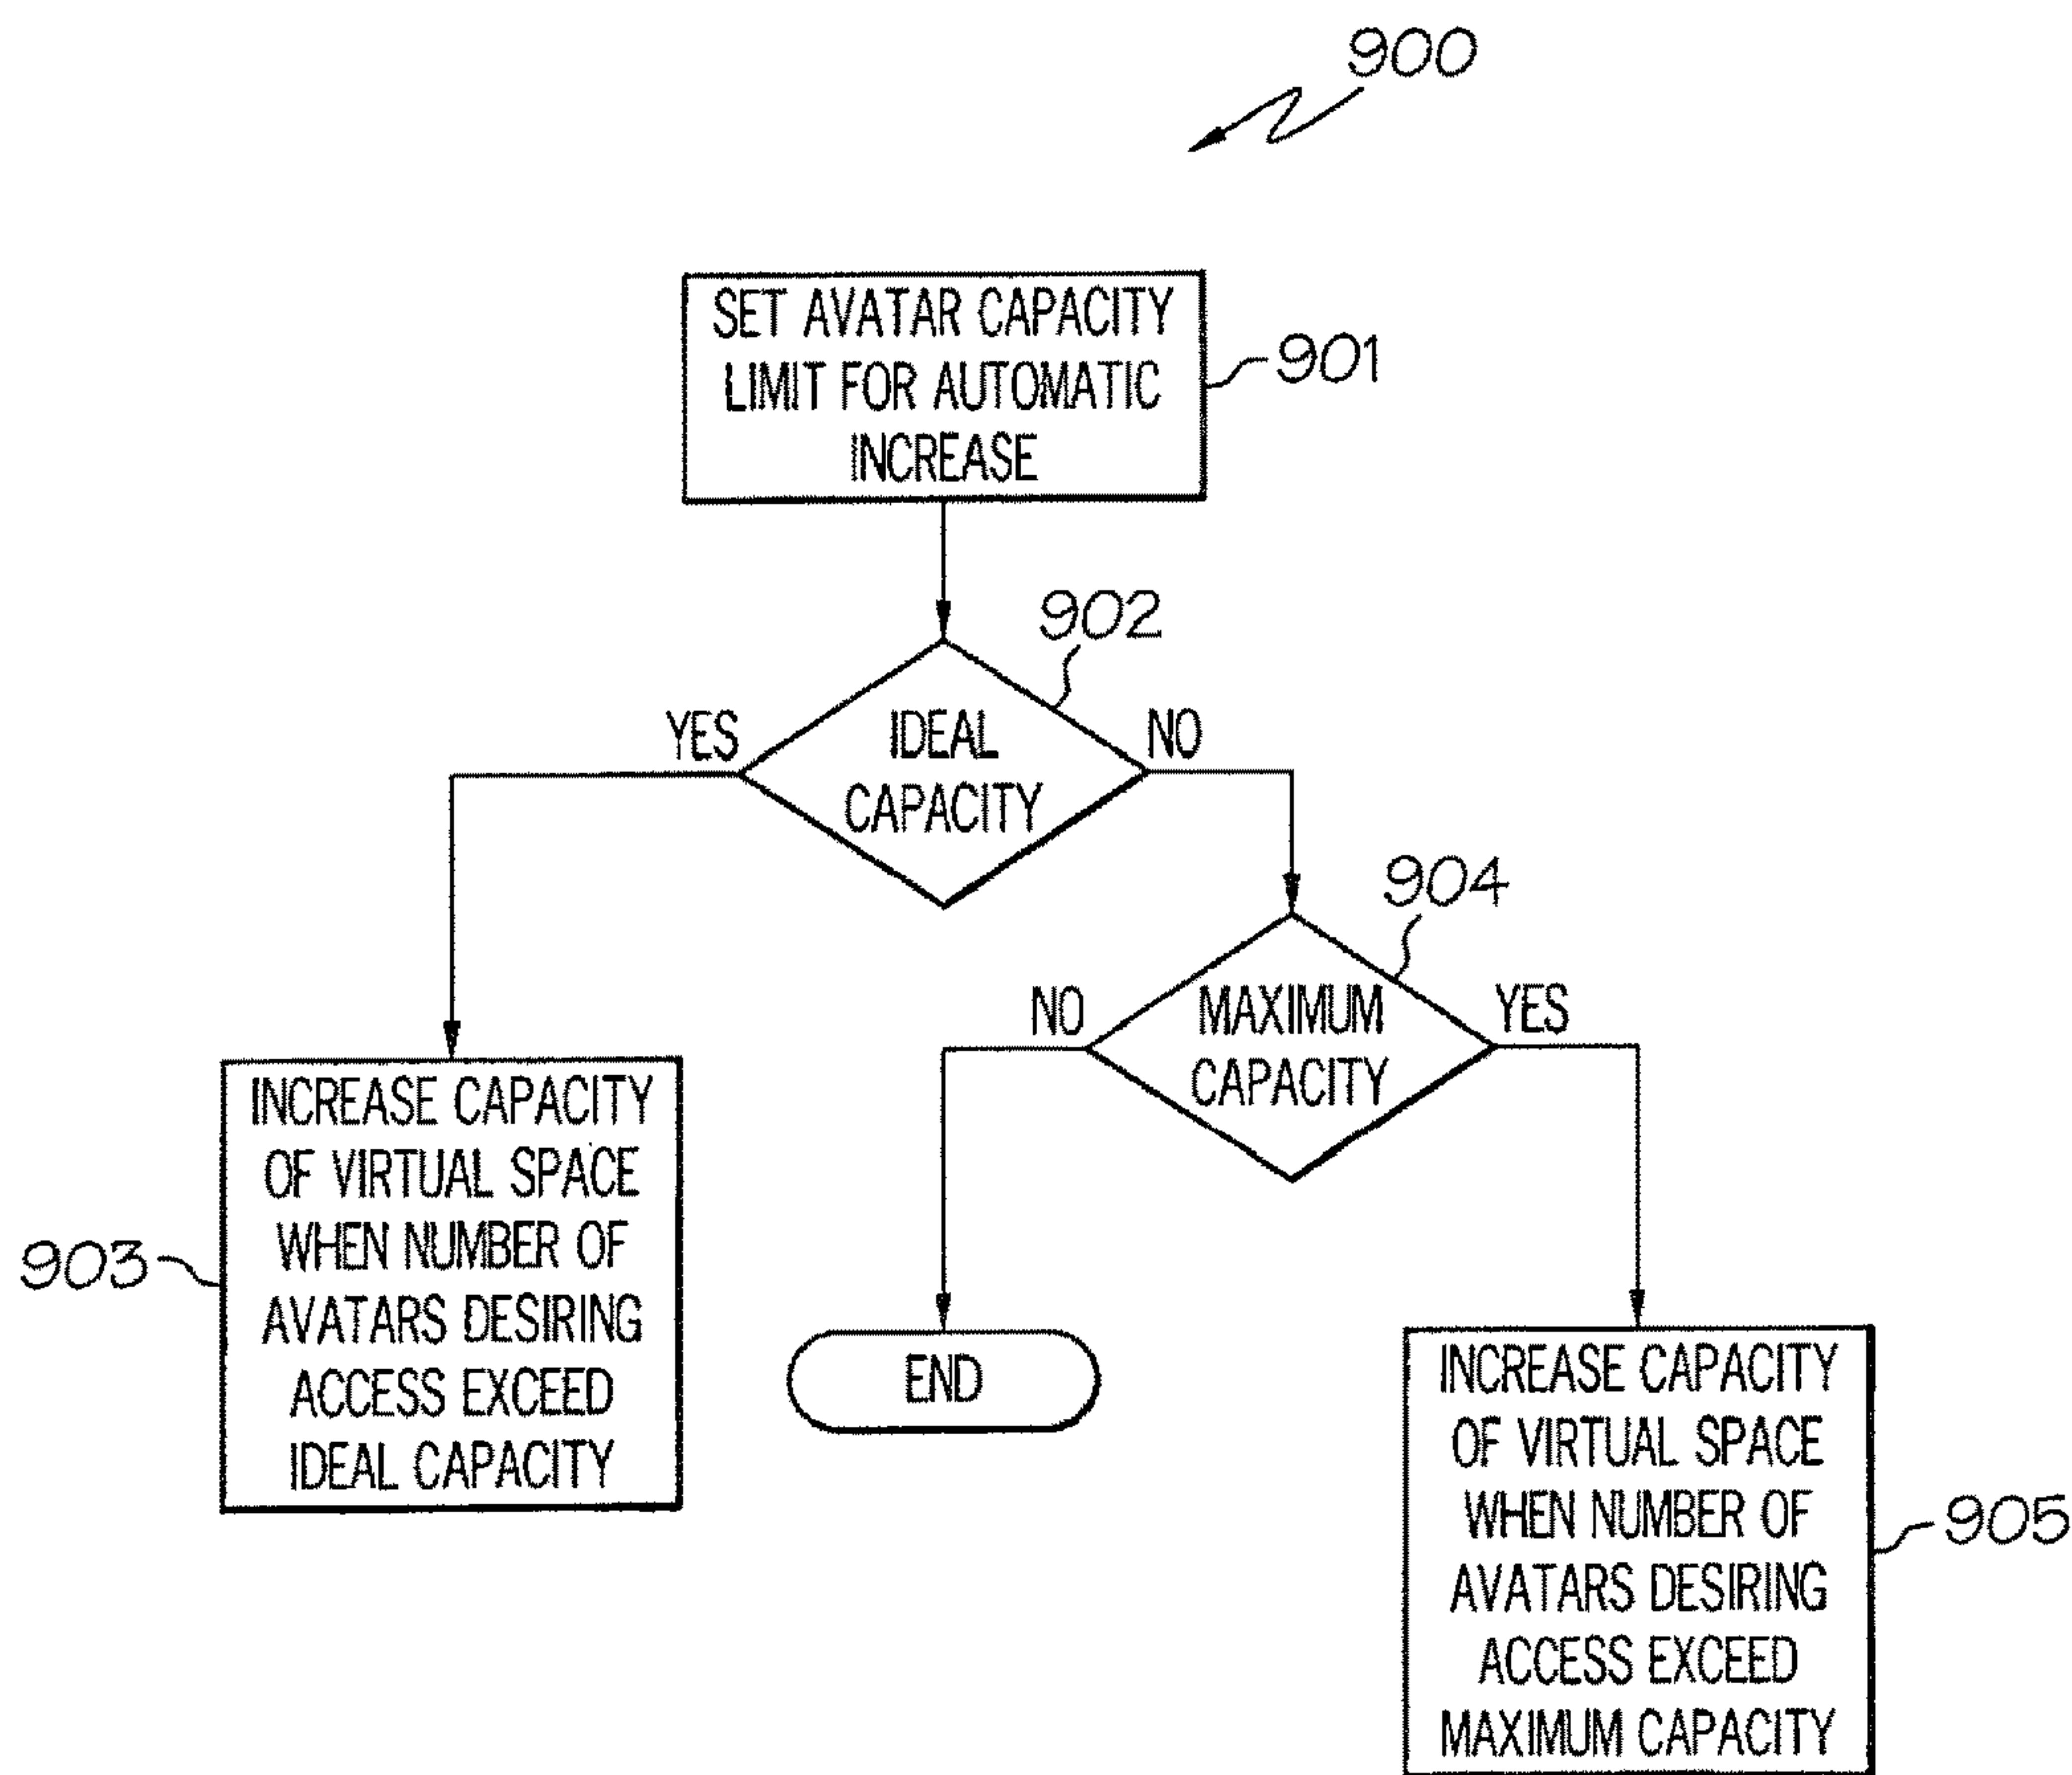 900
SET AVATAR CAPACITY
LIMIT FOR AUTOMATIC
INCREASE
901
902
YES
IDEAL
CAPACITY
NO
904
NO
MAXIMUM
CAPACITY
YES
903
INCREASE CAPACITY
OF VIRTUAL SPACE
WHEN NUMBER OF
AVATARS DESIRING
ACCESS EXCEED
IDEAL CAPACITY
END
INCREASE CAPACITY
OF VIRTUAL SPACE
WHEN NUMBER OF
AVATARS DESIRING
ACCESS EXCEED
MAXIMUM CAPACITY
905